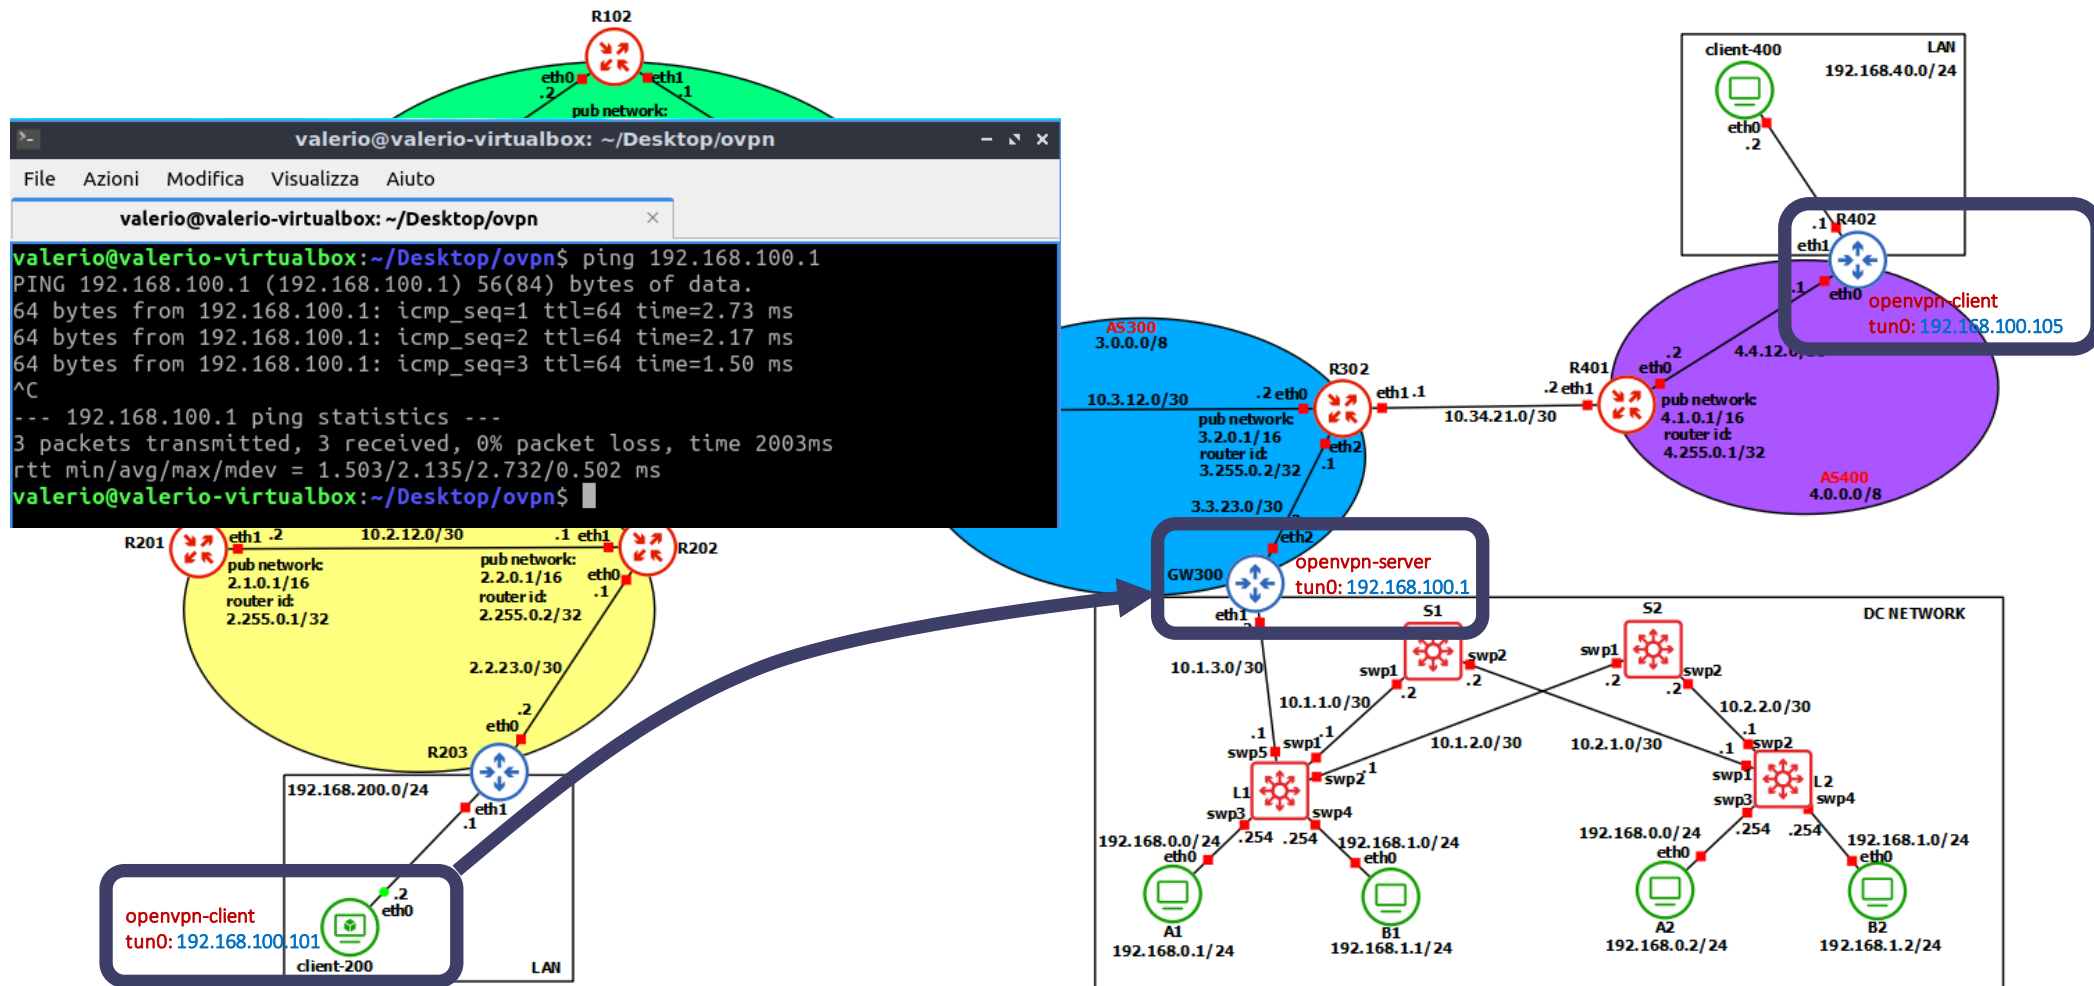 R102
eth0
eth1
.2
.1
pub network:
valerio@valerio-virtualbox: ~/Desktop/ovpn
File Azioni Modifica Visualizza Aiuto
valerio@valerio-virtualbox: ~/Desktop/ovpn
valerio@valerio-virtualbox:~/Desktop/ovpn$ ping 192.168.100.1
PING 192.168.100.1 (192.168.100.1) 56(84) bytes of data.
64 bytes from 192.168.100.1: icmp_seq=1 ttl=64 time=2.73 ms
64 bytes from 192.168.100.1: icmp_seq=2 ttl=64 time=2.17 ms
64 bytes from 192.168.100.1: icmp_seq=3 ttl=64 time=1.50 ms
^C
--- 192.168.100.1 ping statistics ---
3 packets transmitted, 3 received, 0% packet loss, time 2003ms
rtt min/avg/max/mdev = 1.503/2.135/2.732/0.502 ms
valerio@valerio-virtualbox:~/Desktop/ovpn$
client-400
LAN
192.168.40.0/24
eth0
.2
.1
R402
eth1
.1
eth0
openvpn-client
tun0: 192.168.100.105
AS300
3.0.0.0/8
R302
10.3.12.0/30
.2 eth0
eth1 .1
pub network:
3.2.0.1/16
router id:
3.255.0.2/32
eth2
.1
10.34.21.0/30
R401
.2 eth1
.2
eth0
pub network:
4.1.0.1/16
router id:
4.255.0.1/32
AS400
4.0.0.0/8
3.3.23.0/30
eth2
GW300
openvpn-server
tun0: 192.168.100.1
eth1
R201
eth1 .2
10.2.12.0/30
.1 eth1
R202
pub network:
2.1.0.1/16
router id:
2.255.0.1/32
pub network:
2.2.0.1/16
router id:
2.255.0.2/32
eth0
.1
2.2.23.0/30
.2
eth0
R203
192.168.200.0/24
eth1
.1
.2
eth0
openvpn-client
tun0: 192.168.100.101
client-200
LAN
DC NETWORK
S1
S2
10.1.3.0/30
swp1
swp2
.2
.2
swp1
swp2
.2
.2
10.1.1.0/30
10.2.2.0/30
10.1.2.0/30
10.2.1.0/30
.1
swp5
swp1
.1
swp2
.1
L1
swp3
swp4
.254
.254
.1
swp2
.1
swp1
L2
swp3
swp4
.254
.254
192.168.0.0/24
eth0
192.168.1.0/24
eth0
192.168.0.0/24
eth0
192.168.1.0/24
eth0
A1
192.168.0.1/24
B1
192.168.1.1/24
A2
192.168.0.2/24
B2
192.168.1.2/24